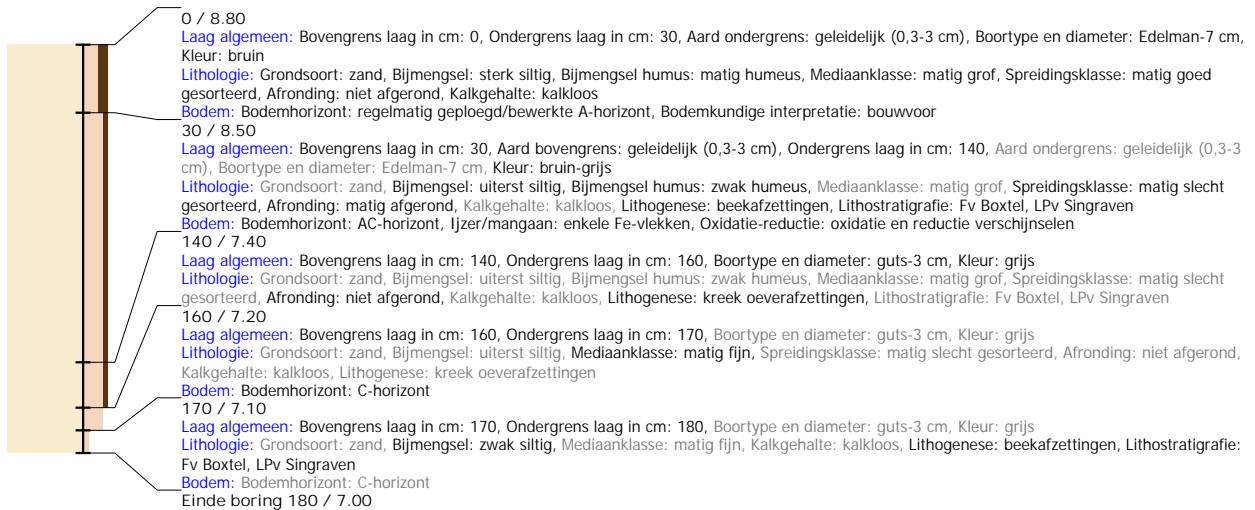 0 / 8.80
Laag algemeen: Bovengrens laag in cm: 0, Ondergrens laag in cm: 30, Aard ondergrens: geleidelijk (0,3-3 cm), Boortype en diameter: Edelman-7 cm,
Kleur: bruin
Lithologie: Grondsoort: zand, Bijmengsel: sterk siltig, Bijmengsel humus: matig humeus, Mediaanklasse: matig grof, Spreidingsklasse: matig goed
gesorteerd, Afronding: niet afgerond, Kalkgehalte: kalkloos
Bodem: Bodemhorizont: regelmatig geploegd/bewerkte A-horizont, Bodemkundige interpretatie: bouwvoor
30 / 8.50
Laag algemeen: Bovengrens laag in cm: 30, Aard bovengrens: geleidelijk (0,3-3 cm), Ondergrens laag in cm: 140, Aard ondergrens: geleidelijk (0,3-3
cm), Boortype en diameter: Edelman-7 cm, Kleur: bruin-grijs
Lithologie: Grondsoort: zand, Bijmengsel: uiterst siltig, Bijmengsel humus: zwak humeus, Mediaanklasse: matig grof, Spreidingsklasse: matig slecht
gesorteerd, Afronding: matig afgerond, Kalkgehalte: kalkloos, Lithogenese: beekafzettingen, Lithostratigrafie: Fv Boxtel, LPv Singraven
Bodem: Bodemhorizont: AC-horizont, Ijzer/mangaan: enkele Fe-vlekken, Oxidatie-reductie: oxidatie en reductie verschijnselen
140 / 7.40
Laag algemeen: Bovengrens laag in cm: 140, Ondergrens laag in cm: 160, Boortype en diameter: guts-3 cm, Kleur: grijs
Lithologie: Grondsoort: zand, Bijmengsel: uiterst siltig, Bijmengsel humus: zwak humeus, Mediaanklasse: matig grof, Spreidingsklasse: matig slecht
gesorteerd, Afronding: niet afgerond, Kalkgehalte: kalkloos, Lithogenese: kreek oeverafzettingen, Lithostratigrafie: Fv Boxtel, LPv Singraven
160 / 7.20
Laag algemeen: Bovengrens laag in cm: 160, Ondergrens laag in cm: 170, Boortype en diameter: guts-3 cm, Kleur: grijs
Lithologie: Grondsoort: zand, Bijmengsel: uiterst siltig, Mediaanklasse: matig fijn, Spreidingsklasse: matig slecht gesorteerd, Afronding: niet afgerond,
Kalkgehalte: kalkloos, Lithogenese: kreek oeverafzettingen
Bodem: Bodemhorizont: C-horizont
170 / 7.10
Laag algemeen: Bovengrens laag in cm: 170, Ondergrens laag in cm: 180, Boortype en diameter: guts-3 cm, Kleur: grijs
Lithologie: Grondsoort: zand, Bijmengsel: zwak siltig, Mediaanklasse: matig fijn, Kalkgehalte: kalkloos, Lithogenese: beekafzettingen, Lithostratigrafie:
Fv Boxtel, LPv Singraven
Bodem: Bodemhorizont: C-horizont
Einde boring 180 / 7.00